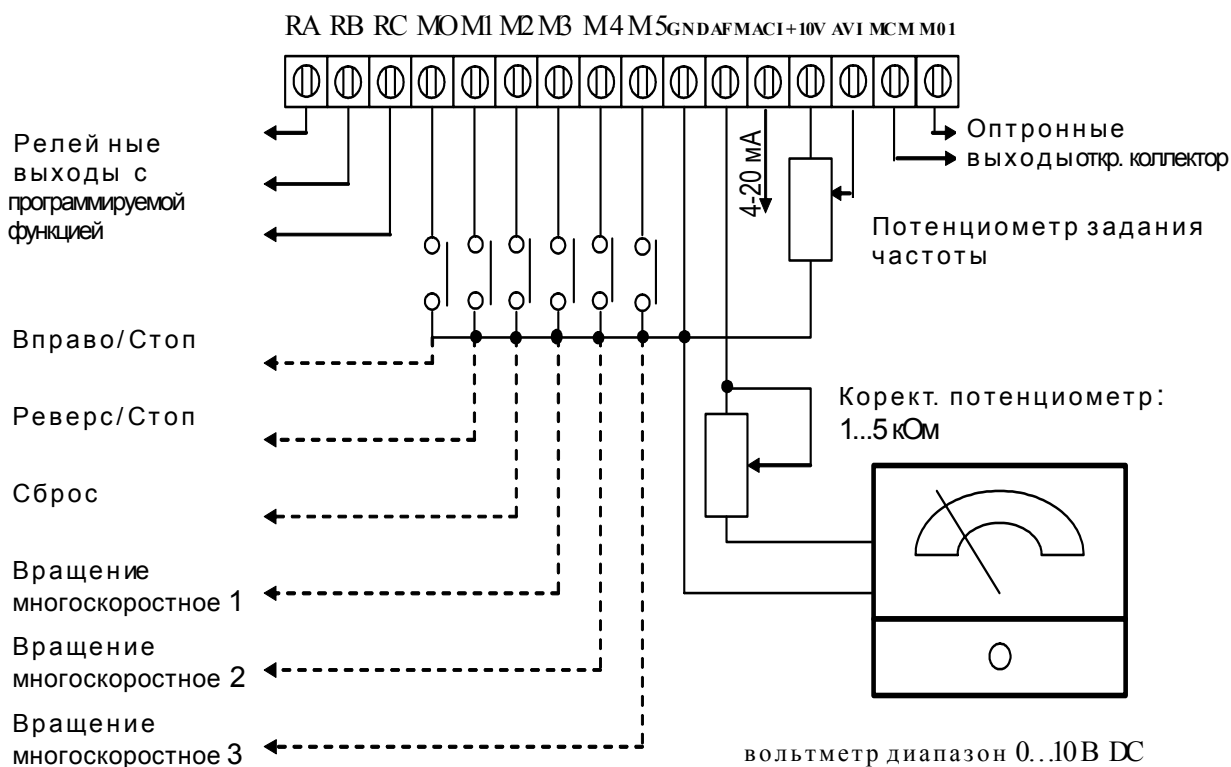 RA RB RC MO M1 M2 M3 M4 M5 GND AFM ACI +10V AVI MCM M01
Релейные
выходы с
программируемой
функцией
4-20 мА
Оптронные
выходы откр. коллектор
Потенциометр задания
частоты
Вправо/Стоп
Реверс/Стоп
Корект. потенциометр:
1...5 кОм
Сброс
Вращение
многоскоростное 1
Вращение
многоскоростное 2
Вращение
многоскоростное 3
вольтметр диапазон 0...10 В DC